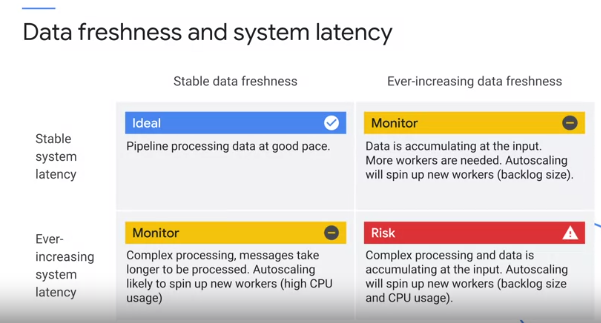 Data freshness and system latency
Stable data freshness
Ever-increasing data freshness
Stable
system
latency
Ideal
Pipeline processing data at good pace.
Monitor
Data is accumulating at the input.
More workers are needed. Autoscaling
will spin up new workers (backlog size).
Ever-
increasing
system
latency
Monitor
Complex processing, messages take
longer to be processed. Autoscaling
likely to spin up new workers (high CPU
usage)
Risk
Complex processing and data is
accumulating at the input. Autoscaling
will spin up new workers (backlog size
and CPU usage).